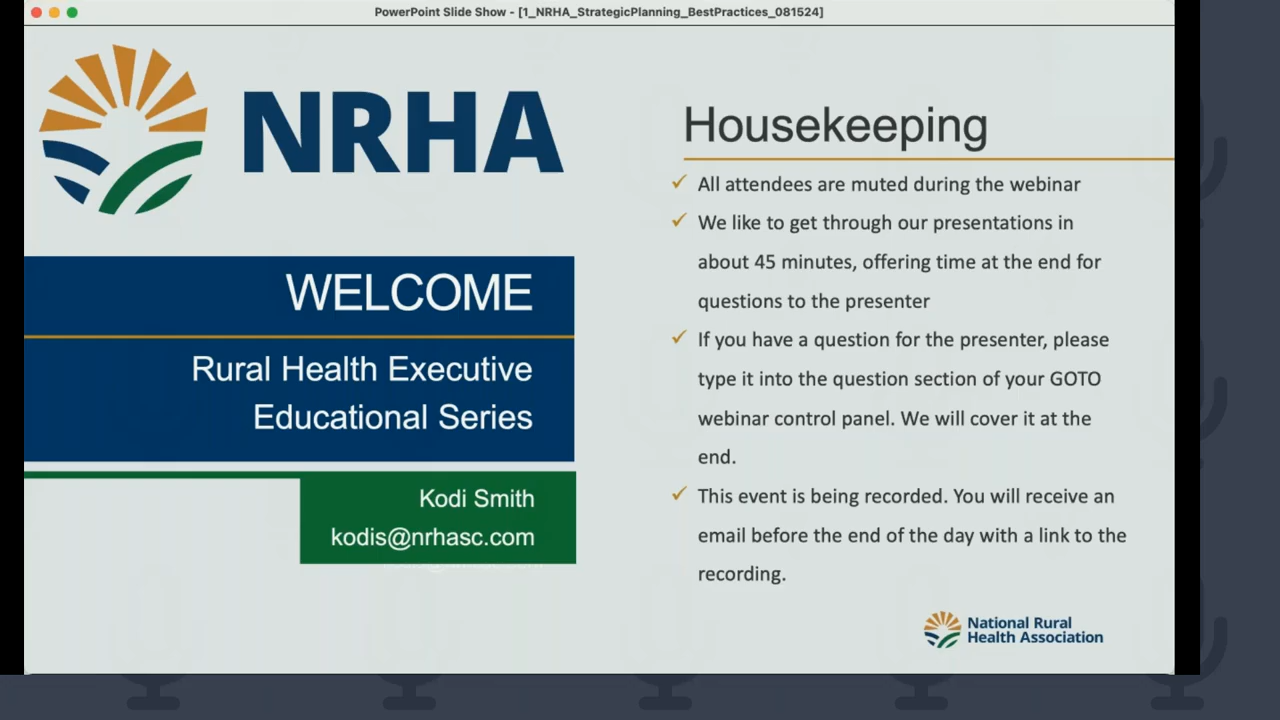 PowerPoint Slide Show - [1_NRHA_StrategicPlanning_BestPractices_081524]
NRHA
WELCOME
Rural Health Executive
Educational Series
Kodi Smith
kodis@nrhasc.com
Housekeeping
✓ All attendees are muted during the webinar
✓ We like to get through our presentations in
about 45 minutes, offering time at the end for
questions to the presenter
✓ If you have a question for the presenter, please
type it into the question section of your GOTO
webinar control panel. We will cover it at the
end.
✓ This event is being recorded. You will receive an
email before the end of the day with a link to the
recording.
National Rural
Health Association